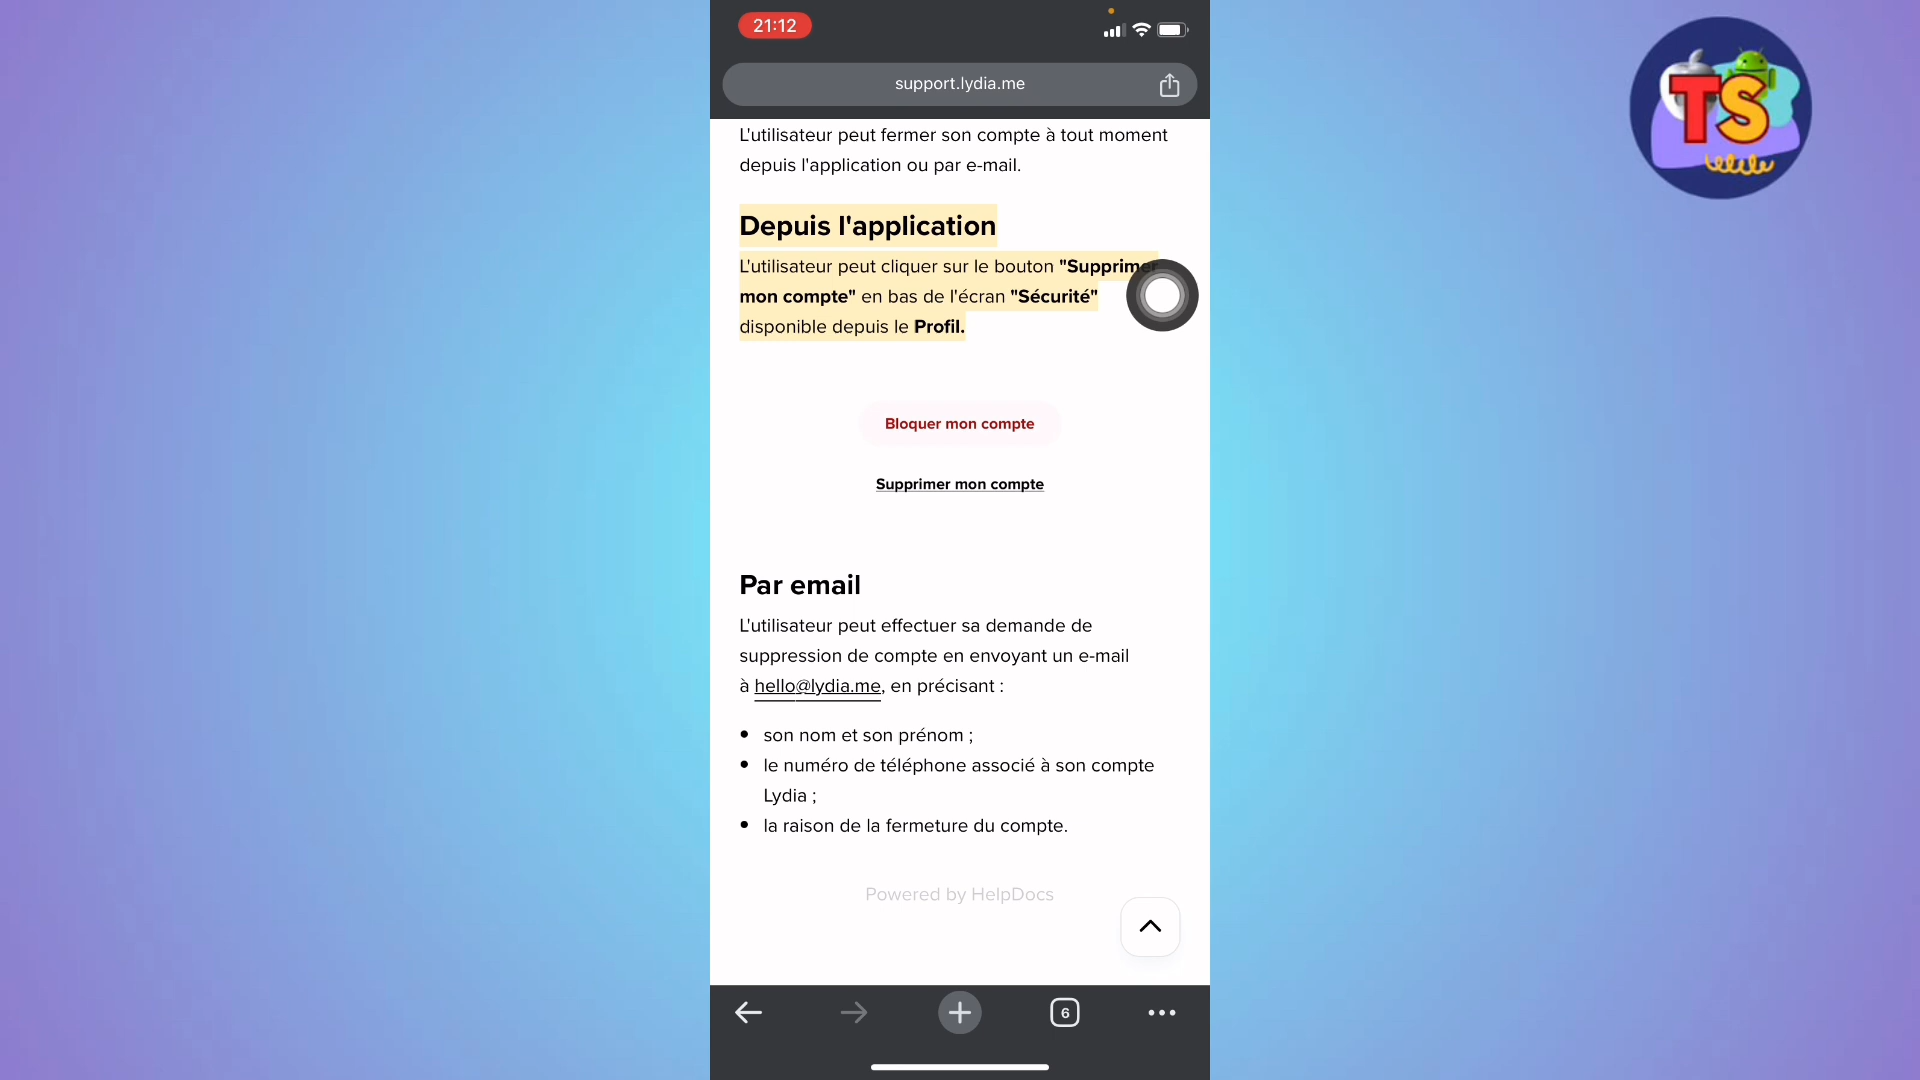 21:12
support.lydia.me
TS
L'utilisateur peut fermer son compte à tout moment
depuis l'application ou par e-mail.
Depuis l'application
L'utilisateur peut cliquer sur le bouton "Supprimer
mon compte" en bas de l'écran "Sécurité"
disponible depuis le Profil.
Bloquer mon compte
Supprimer mon compte
Par email
L'utilisateur peut effectuer sa demande de
suppression de compte en envoyant un e-mail
à hello@lydia.me, en précisant :
son nom et son prénom ;
le numéro de téléphone associé à son compte
Lydia ;
la raison de la fermeture du compte.
Powered by HelpDocs
6